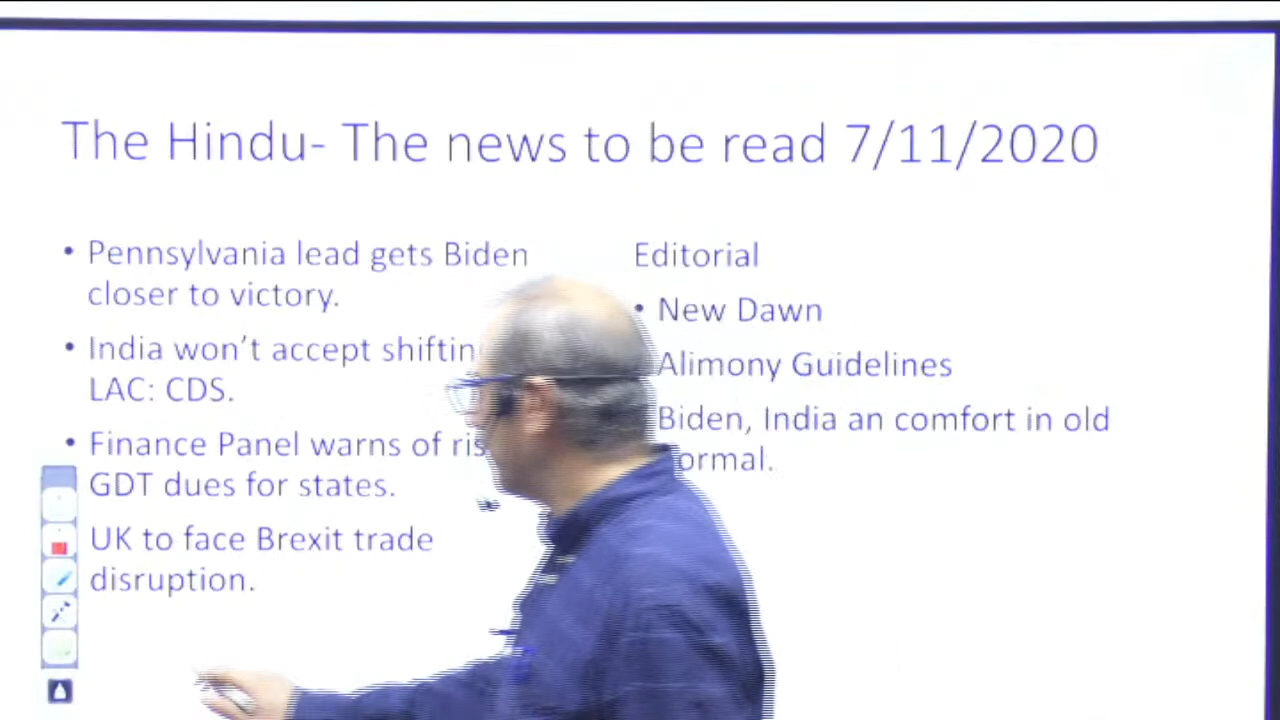 The Hindu- The news to be read 7/11/2020
• Pennsylvania lead gets Biden
closer to victory.
• India won't accept
LAC: CDS.
• Finance Panel warns of
GDT dues for states.
UK to face Brexit trade
disruption.
Editorial
• New Dawn
Alimony Guidelines
Biden, India an comfort in old